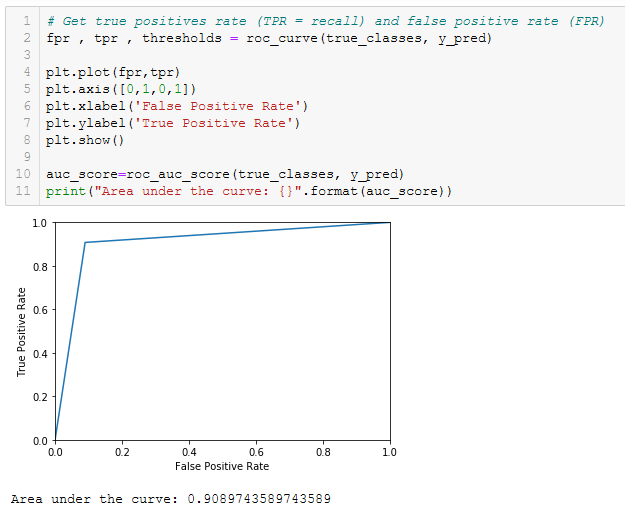 1 # Get true positives rate (TPR = recall) and false positive rate (FPR)
2 fpr , tpr , thresholds = roc_curve(true_classes, y_pred)
3
4 plt.plot(fpr,tpr)
5 plt.axis([0,1,0,1])
6 plt.xlabel('False Positive Rate')
7 plt.ylabel('True Positive Rate')
8 plt.show()
9
10 auc_score=roc_auc_score(true_classes, y_pred)
11 print("Area under the curve: {}".format(auc_score))
1.0
0.8
0.6
0.4
0.2
0.0
True Positive Rate
0.0 0.2 0.4 0.6 0.8 1.0
False Positive Rate
Area under the curve: 0.9089743589743589